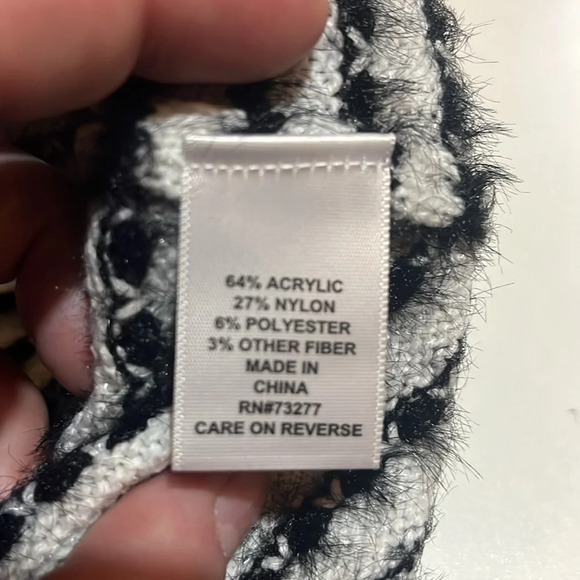 64% ACRYLIC
27% NYLON
6% POLYESTER
3% OTHER FIBER
MADE IN
CHINA
RN#73277
CARE ON REVERSE